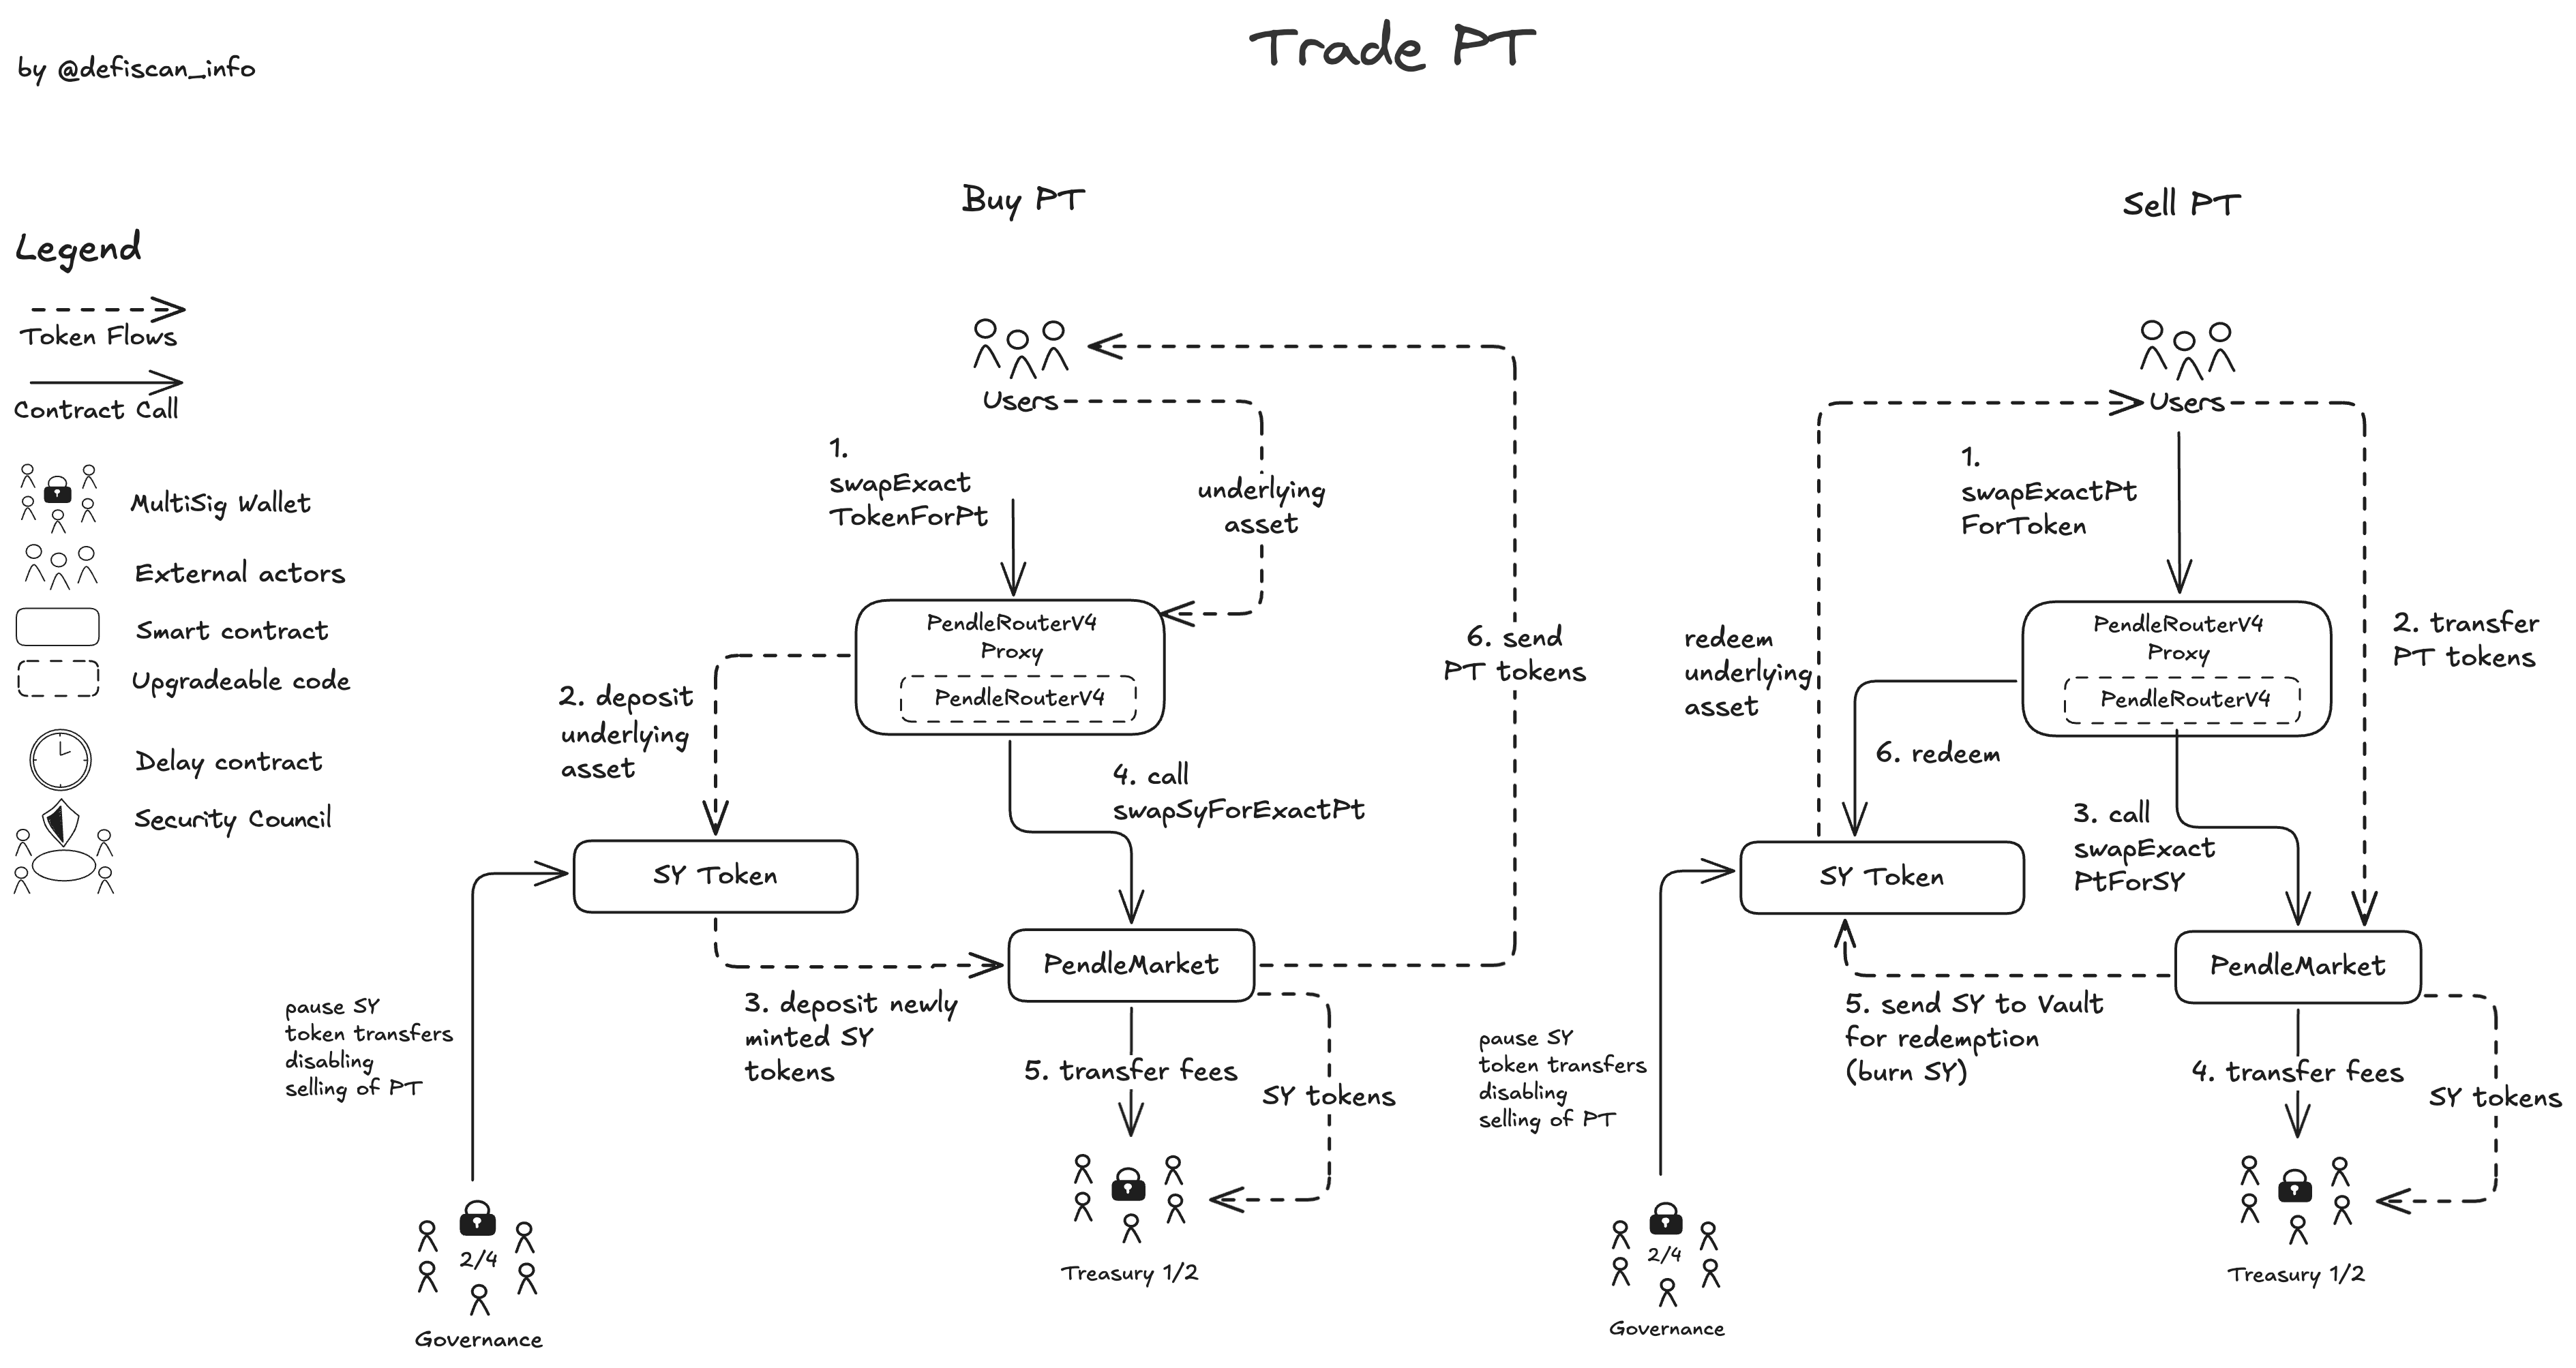 Trade PT
by @defiscan_info
Legend
Token Flows
Contract Call
MultiSig Wallet
External actors
Smart contract
Upgradeable code
Delay contract
Security Council
Buy PT
Users
1.
swapExact
TokenForPt
underlying
asset
PendleRouterV4
Proxy
PendleRouterV4
2. deposit
underlying
asset
4. call
swapSyForExactPt
6. send
PT tokens
SY Token
PendleMarket
3. deposit newly
minted SY
tokens
5. transfer fees
SY tokens
pause SY
token transfers
disabling
selling of PT
2/4
Governance
Treasury 1/2
Sell PT
Users
1.
swapExactPt
ForToken
2. transfer
PT tokens
redeem
underlying
asset
PendleRouterV4
Proxy
PendleRouterV4
6. redeem
3. call
swapExact
PtForSY
SY Token
PendleMarket
5. send SY to Vault
for redemption
(burn SY)
4. transfer fees
SY tokens
pause SY
token transfers
disabling
selling of PT
2/4
Governance
Treasury 1/2